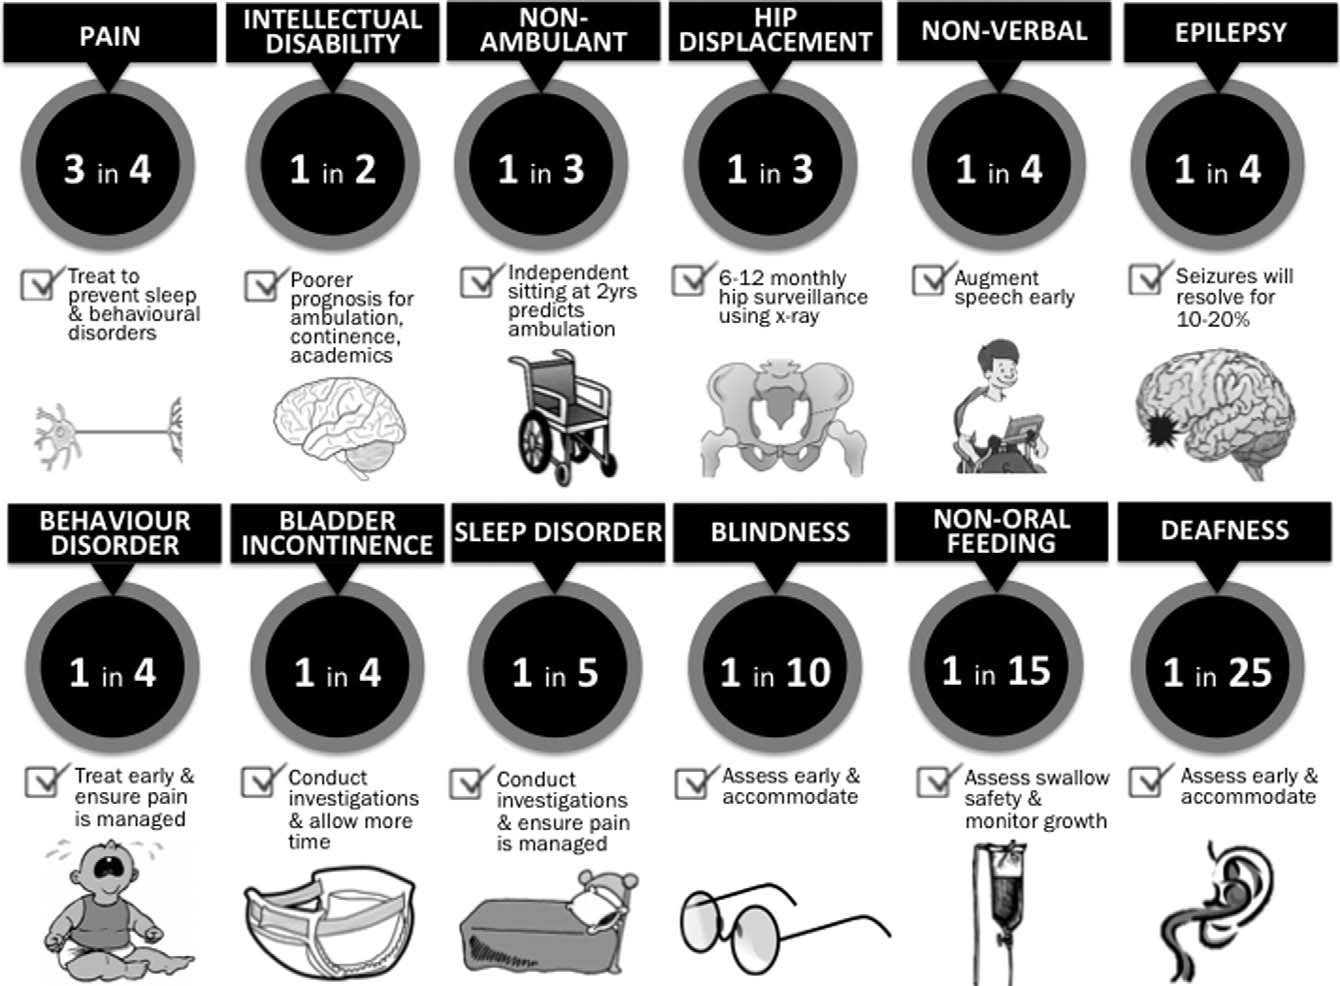 PAIN
3 in 4
Treat to
prevent sleep
& behavioural
disorders
INTELLECTUAL
DISABILITY
1 in 2
Poorer
prognosis for
ambulation,
continence,
academics
NON-
AMBULANT
1 in 3
Independent
sitting at 2yrs
predicts
ambulation
HIP
DISPLACEMENT
1 in 3
6-12 monthly
hip surveillance
using x-ray
NON-VERBAL
1 in 4
Augment
speech early
EPILEPSY
1 in 4
Seizures will
resolve for
10-20%
BEHAVIOUR
DISORDER
1 in 4
Treat early &
ensure pain
is managed
BLADDER
INCONTINENCE
1 in 4
Conduct
investigations
& allow more
time
SLEEP DISORDER
1 in 5
Conduct
investigations
& ensure pain
is managed
BLINDNESS
1 in 10
Assess early &
accommodate
NON-ORAL
FEEDING
1 in 15
Assess swallow
safety &
monitor growth
DEAFNESS
1 in 25
Assess early &
accommodate